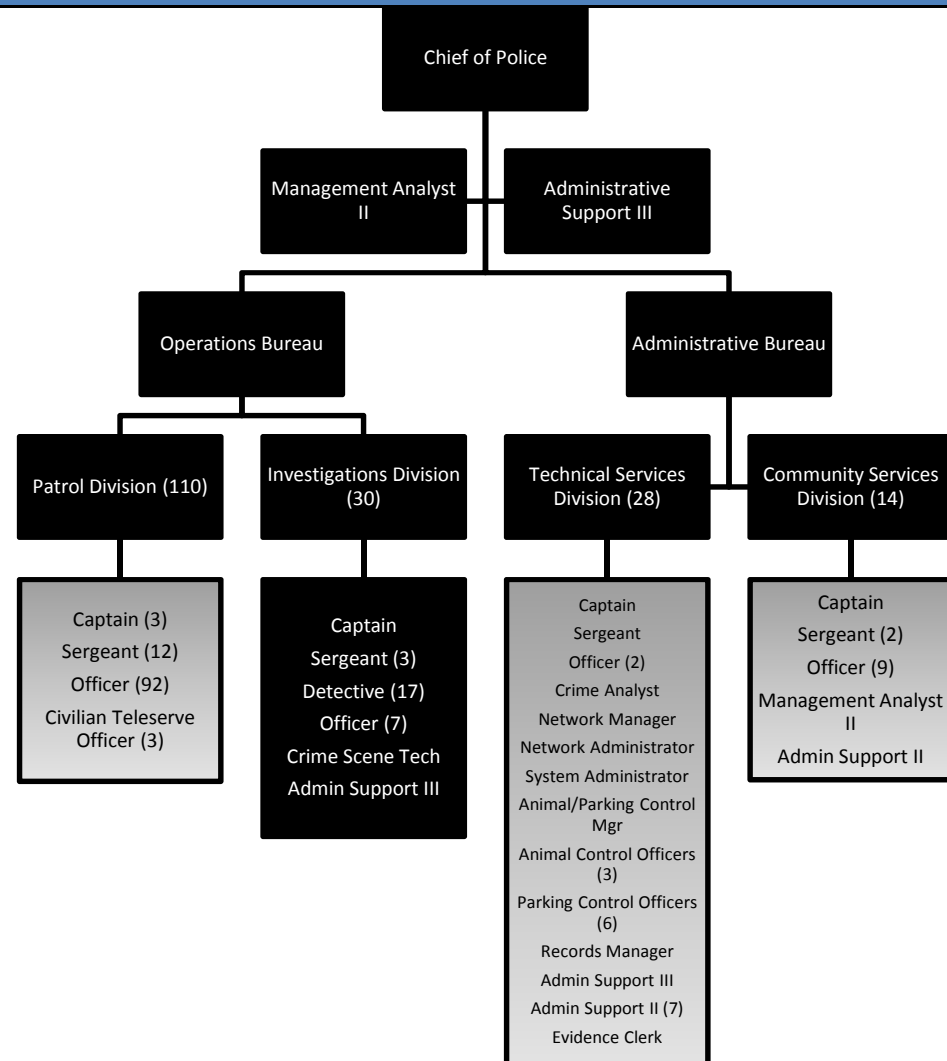 Chief of Police
Management Analyst
II
Administrative
Support III
Operations Bureau
Administrative Bureau
Patrol Division (110)
Investigations Division
(30)
Technical Services
Division (28)
Community Services
Division (14)
Captain (3)
Sergeant (12)
Officer (92)
Civilian Teleserve
Officer (3)
Captain
Sergeant (3)
Detective (17)
Officer (7)
Crime Scene Tech
Admin Support III
Captain
Sergeant
Officer (2)
Crime Analyst
Network Manager
Network Administrator
System Administrator
Animal/Parking Control
Mgr
Animal Control Officers
(3)
Parking Control Officers
(6)
Records Manager
Admin Support III
Admin Support II (7)
Evidence Clerk
Captain
Sergeant (2)
Officer (9)
Management Analyst
II
Admin Support II